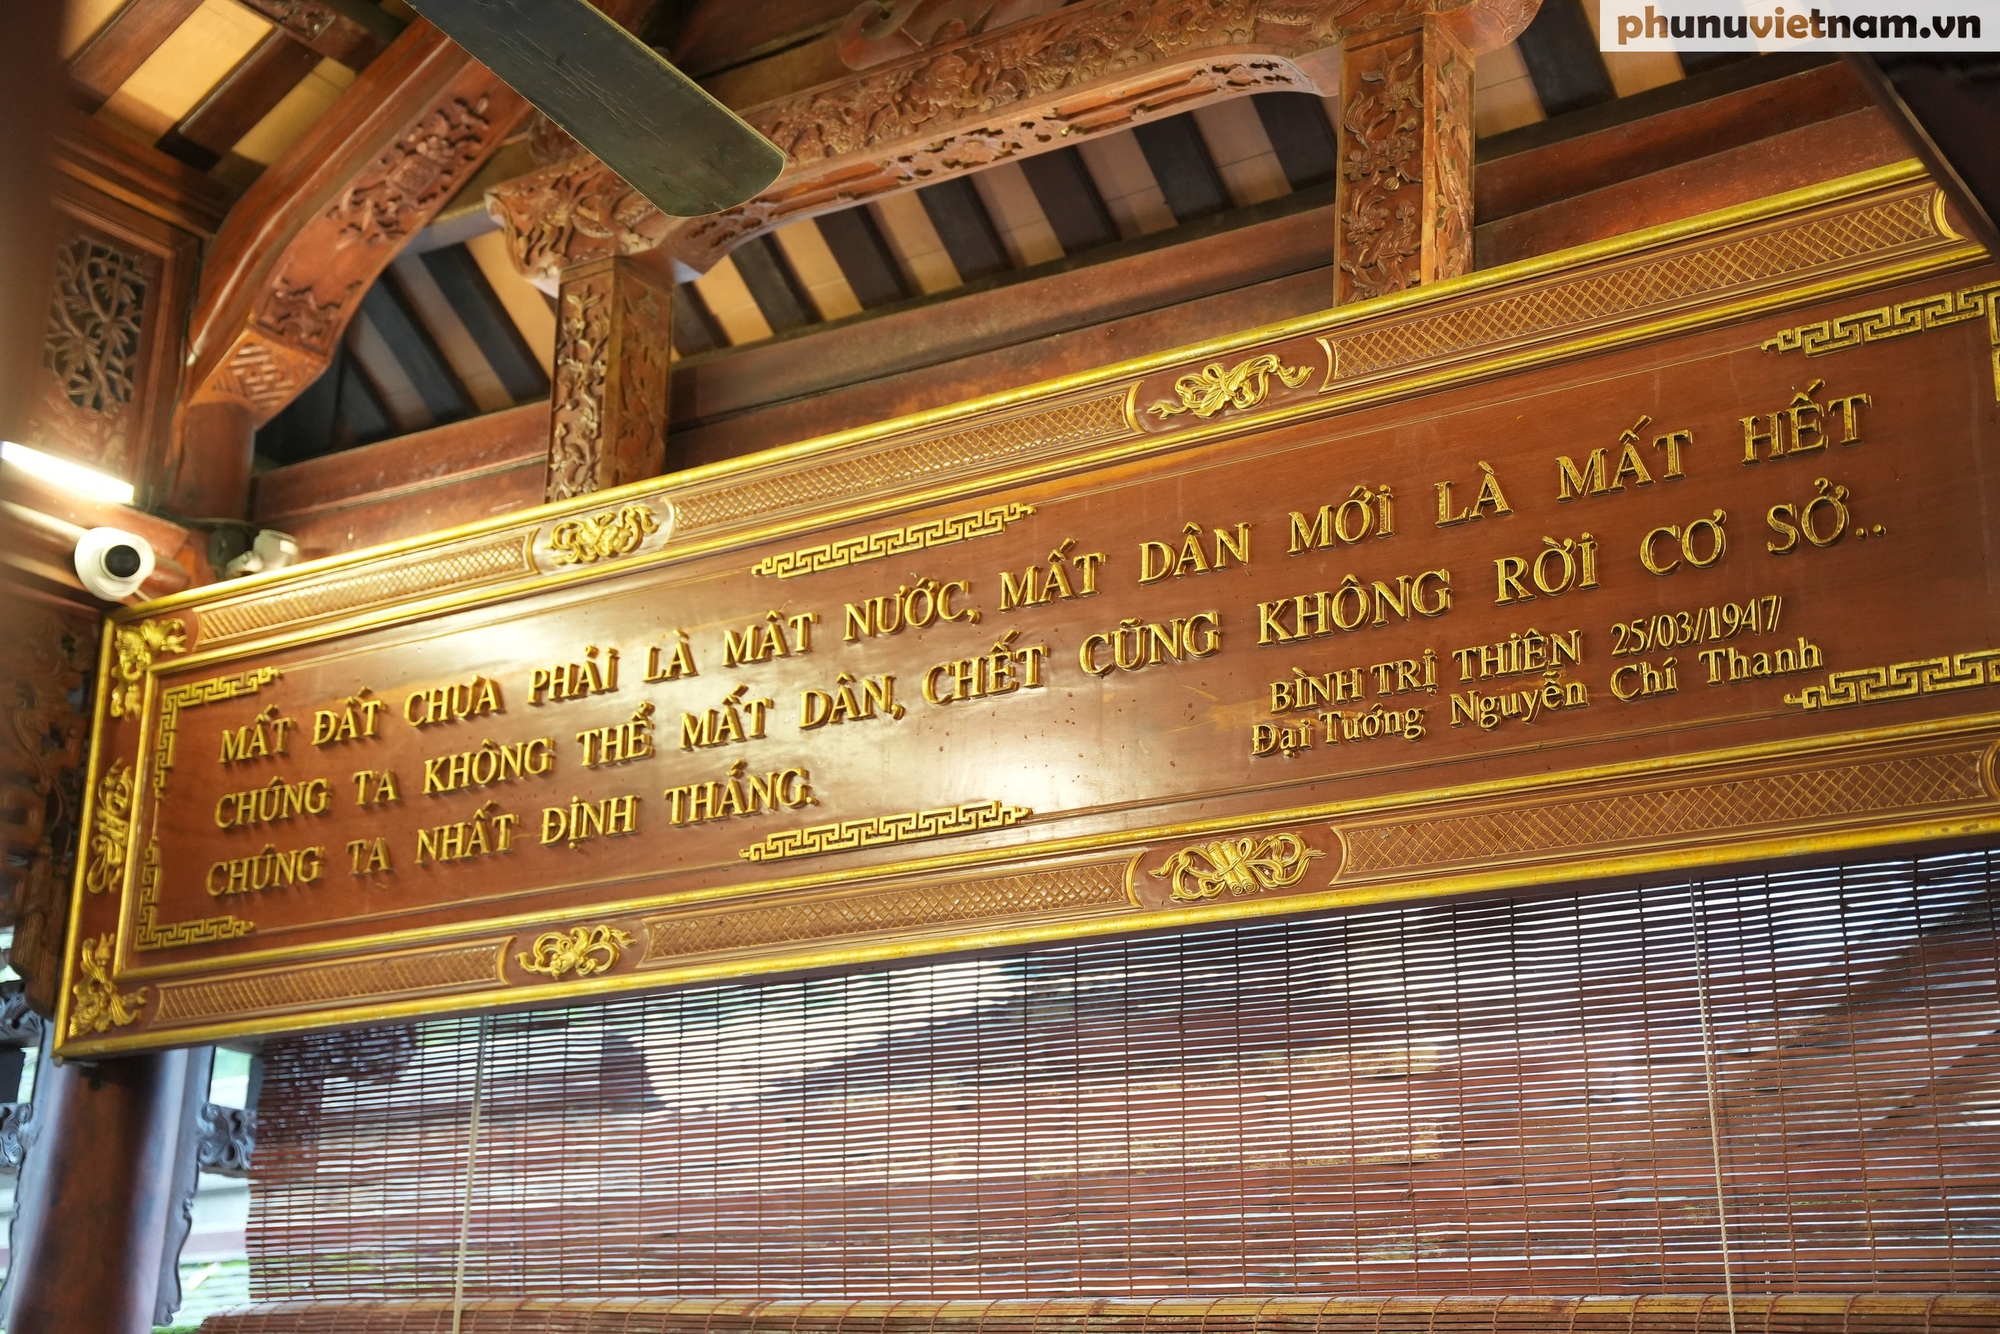 phunuvietnam.vn
MẤT ĐẤT CHƯA PHẢI LÀ MẤT NƯỚC, MẤT DÂN MỚI LÀ MẤT HẾT
CHÚNG TA KHÔNG THỂ MẤT DÂN, CHẾT CŨNG KHÔNG RỜI CƠ SỞ..
CHÚNG TA NHẤT ĐỊNH THẮNG.
BÌNH TRỊ THIÊN 25/03/1947
Đại Tướng Nguyễn Chí Thanh